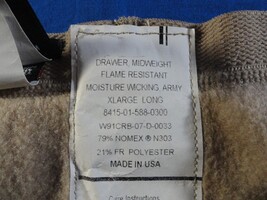 DRAWER, MIDWEIGHT
FLAME RESISTANT
MOISTURE WICKING, ARMY
XLARGE LONG
8415-01-588-0300
W91CRB-07-D-0033
79% NOMEX ® N303
21% FR. POLYESTER
MADE IN USA
Care Instructions